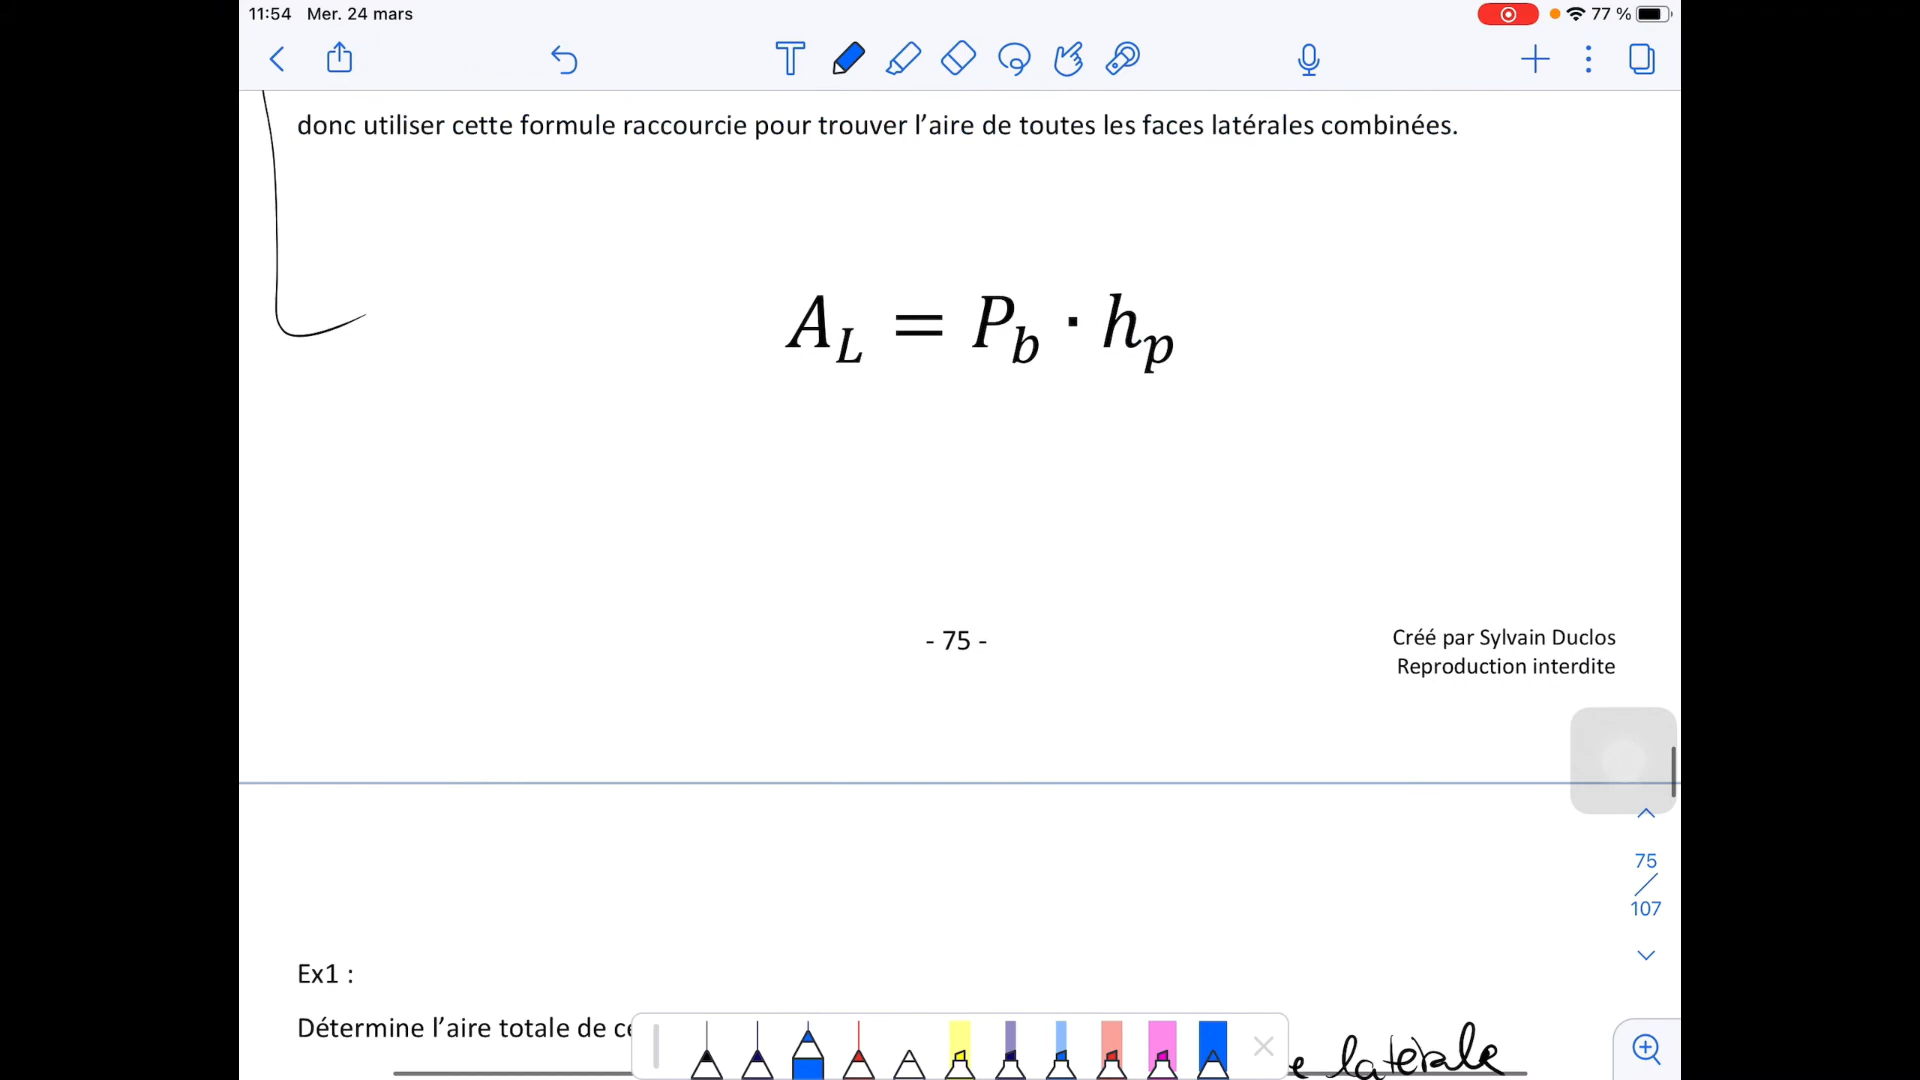 11:54 Mer. 24 mars 77 %
donc utiliser cette formule raccourcie pour trouver l’aire de toutes les faces latérales combinées.
A_L = P_b · h_p
- 75 -
Créé par Sylvain Duclos
Reproduction interdite
75
107
Ex1 :
Détermine l’aire totale de
latérale